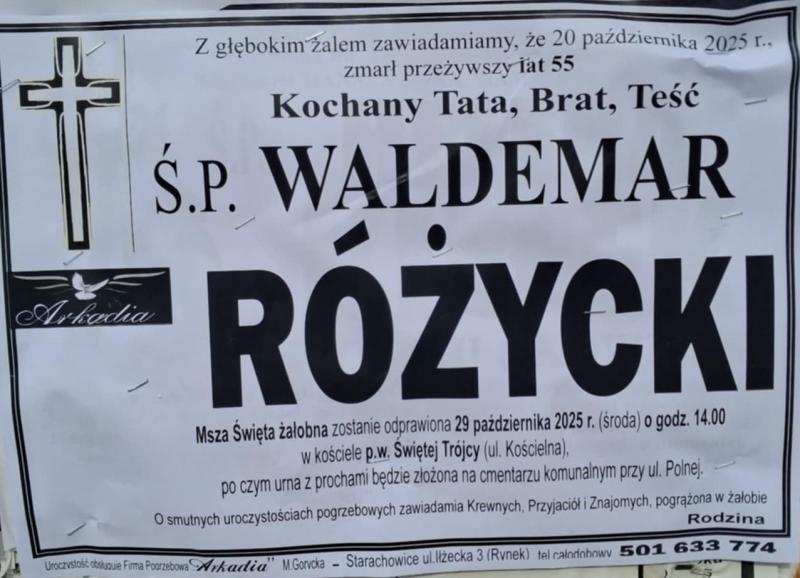 Z głębokim żalem zawiadamiamy, że 20 października 2025 r.,
zmarł przeżywszy lat 55
Kochany Tata, Brat, Teść
Ś.P. WALDEMAR
Arkadia
RÓŻYCKI
Msza Święta żałobna zostanie odprawiona 29 października 2025 r. (środa) o godz. 14.00
w kościele p.w. Świętej Trójcy (ul. Kościelna),
po czym urna z prochami będzie złożona na cmentarzu komunalnym przy ul. Polnej.
O smutnych uroczystościach pogrzebowych zawiadamia Krewnych, Przyjaciół i Znajomych, pogrążona w żałobie
Rodzina
Uroczystość obsługuje Firma Pogrzebowa "Arkadia" M.Gorycka – Starachowice ul.Iłżecka 3 (Rynek) tel.całodobowy 501 633 774